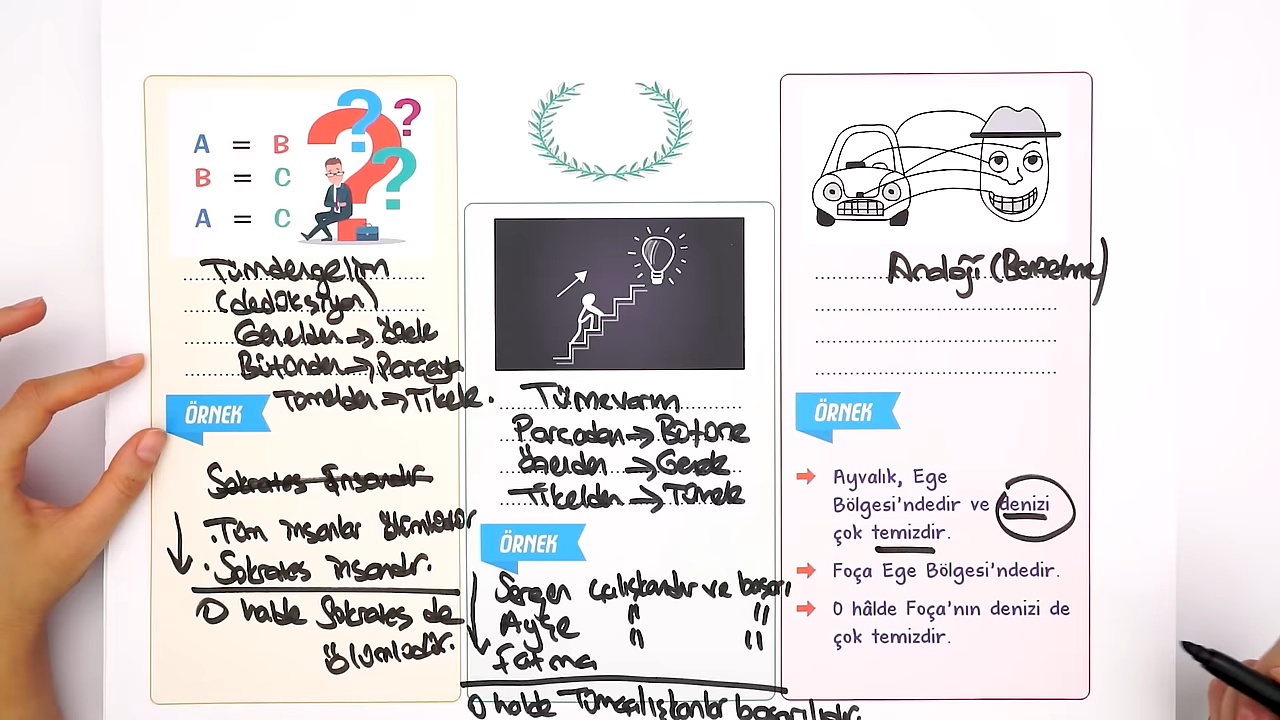 A = B
B = C
A = C
? ? ? ?
Tümdengelim
(dedüksiyon)
Genelden → Özele
Bütünden → Parçaya
Tümelden → Tikele.
ÖRNEK
Sokrates İnsandır
. Tüm insanlar ölümlüdür
. Sokrates insandır.
O halde Sokrates de
ölümlüdür.
Tümevarım
Parçadan → Bütüne
Özelden → Genele
Tikelden → Tümele
ÖRNEK
Sergen çalışkandır ve başarı
Ayşe " "
Fatma " "
O halde Tüm çalışkanlar başarılıdır.
Analoji (Benzetme)
ÖRNEK
Ayvalık, Ege
Bölgesi'ndedir ve denizi
çok temizdir.
Foça Ege Bölgesi'ndedir.
O hâlde Foça'nın denizi de
çok temizdir.